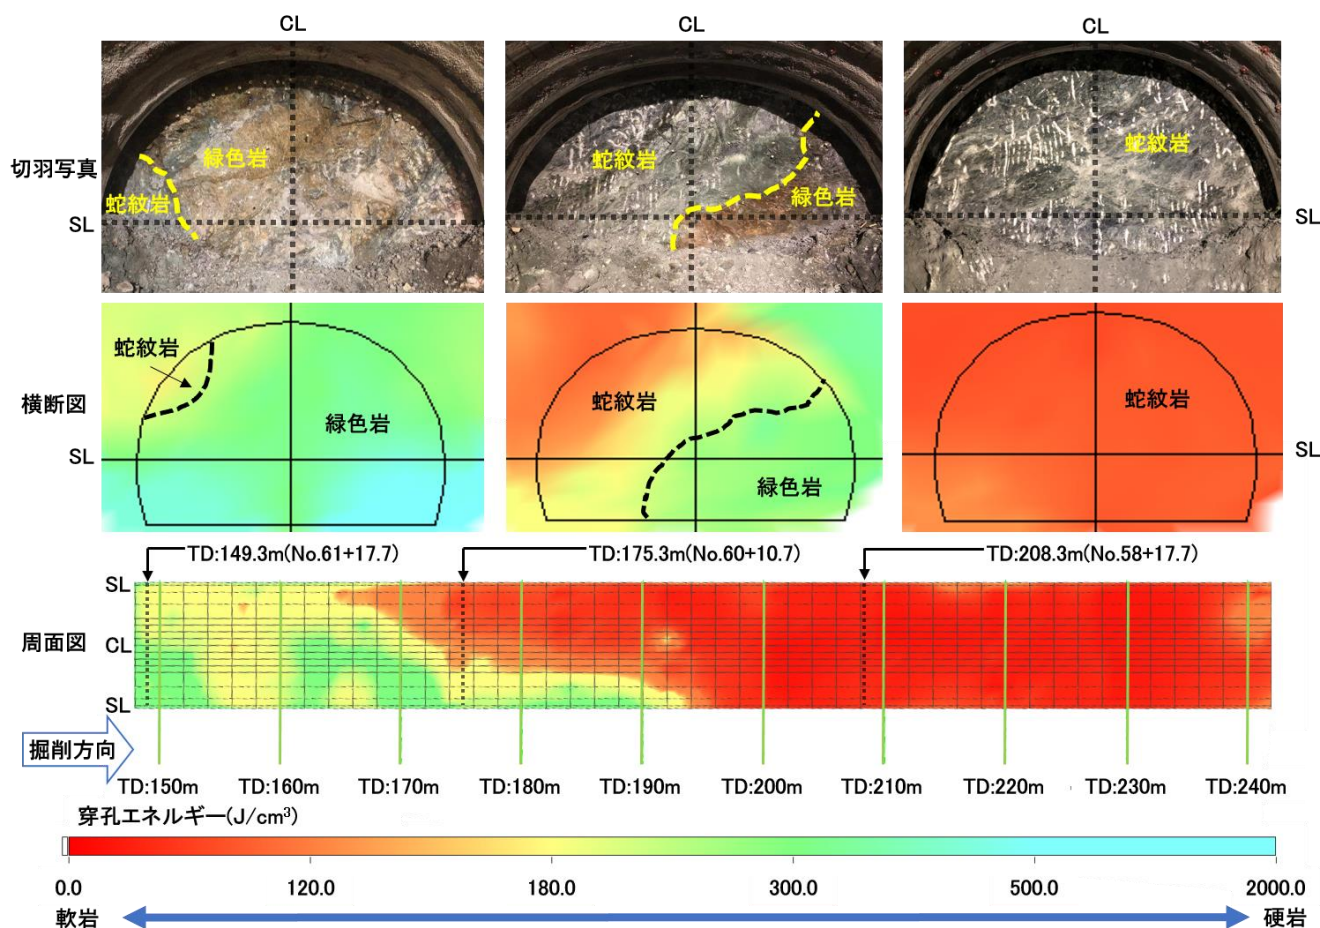 CL
CL
CL
切羽写真
緑色岩
蛇紋岩
SL
蛇紋岩
緑色岩
蛇紋岩
SL
横断図
蛇紋岩
緑色岩
SL
蛇紋岩
緑色岩
蛇紋岩
SL
TD:149.3m(No.61+17.7)
TD:175.3m(No.60+10.7)
TD:208.3m(No.58+17.7)
周面図
SL
CL
SL
掘削方向
TD:150m TD:160m TD:170m TD:180m TD:190m TD:200m TD:210m TD:220m TD:230m TD:240m
穿孔エネルギー(J/cm³)
0.0 120.0 180.0 300.0 500.0 2000.0
軟岩 硬岩